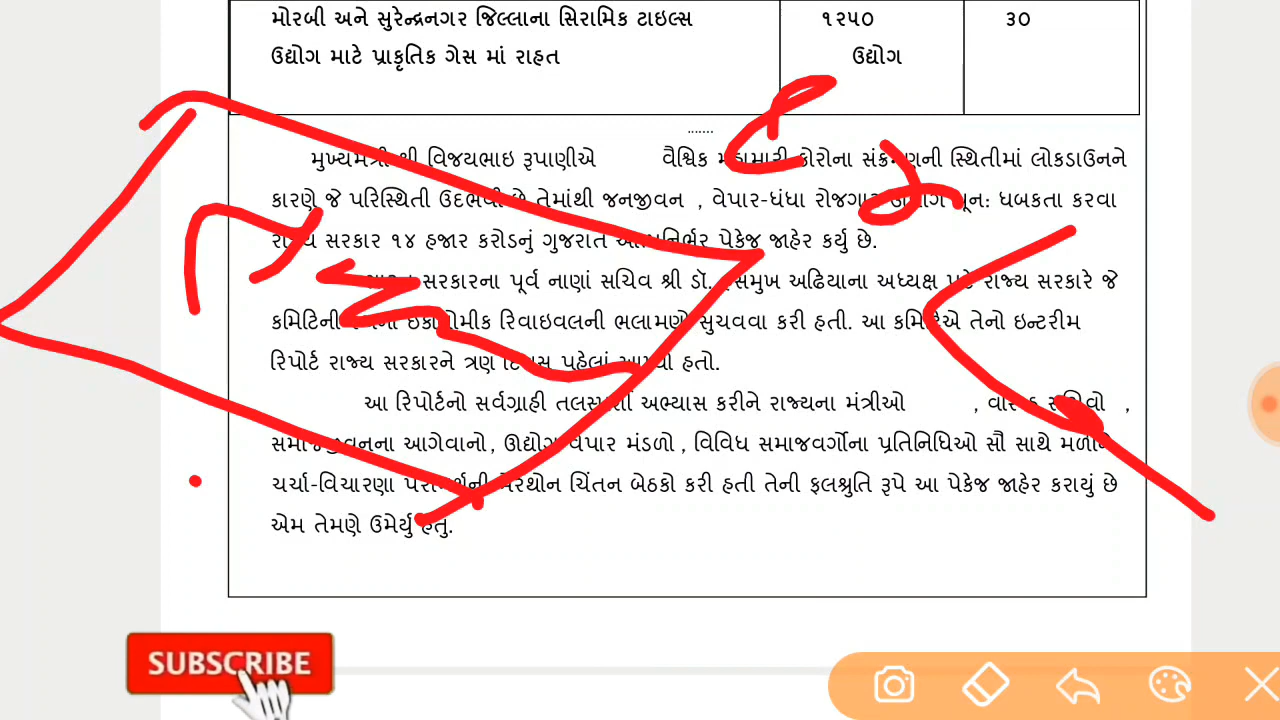 મોરબી અને સુરેન્દ્રનગર જિલ્લાના સિરામિક ટાઇલ્સ ૧૨૫૦ ૩૦
ઉદ્યોગ માટે પ્રાકૃતિક ગેસ માં રાહત ઉદ્યોગ
.......
મુખ્યમંત્રી શ્રી વિજયભાઇ રૂપાણીએ વૈશ્વિક મહામારી કોરોના સંક્રમણની સ્થિતીમાં લોકડાઉનને
કારણે જે પરિસ્થિતી ઉદભવી છે તેમાંથી જનજીવન , વેપાર-ધંધા રોજગાર ઉદ્યોગ પૂન: ધબકતા કરવા
રાજ્ય સરકાર ૧૪ હજાર કરોડનું ગુજરાત આત્મનિર્ભર પેકેજ જાહેર કર્યુ છે.
સરકારના પૂર્વ નાણાં સચિવ શ્રી ડૉ. હસમુખ અઢિયાના અધ્યક્ષ પદે રાજ્ય સરકારે જે
કમિટિની ઇકોનોમીક રિવાઇવલની ભલામણો સુચવવા કરી હતી. આ કમિટિએ તેનો ઇન્ટરીમ
રિપોર્ટ રાજ્ય સરકારને ત્રણ દિવસ પહેલાં આપ્યો હતો.
આ રિપોર્ટનો સર્વગ્રાહી તલસ્પર્શી અભ્યાસ કરીને રાજ્યના મંત્રીઓ , સચિવો ,
સમાજજીવનના આગેવાનો, ઊદ્યોગ વેપાર મંડળો , વિવિધ સમાજવર્ગોના પ્રતિનિધિઓ સૌ સાથે મળીને
ચર્ચા-વિચારણા પરામર્શની મેરથોન ચિંતન બેઠકો કરી હતી તેની ફલશ્રુતિ રૂપે આ પેકેજ જાહેર કરાયું છે
એમ તેમણે ઉમેર્યુ હતુ.
SUBSCRIBE